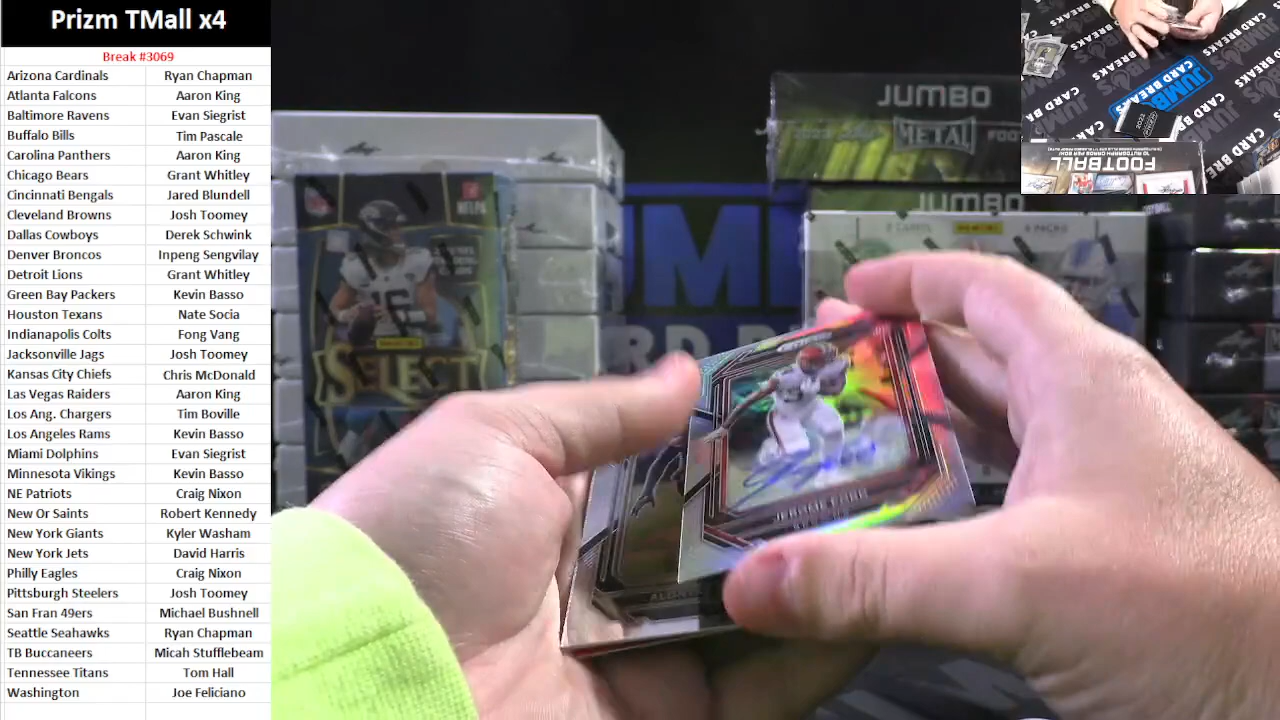 Prizm TMall x4
Break #3069
Arizona Cardinals Ryan Chapman
Atlanta Falcons Aaron King
Baltimore Ravens Evan Siegrist
Buffalo Bills Tim Pascale
Carolina Panthers Aaron King
Chicago Bears Grant Whitley
Cincinnati Bengals Jared Blundell
Cleveland Browns Josh Toomey
Dallas Cowboys Derek Schwink
Denver Broncos Inpeng Sengvilay
Detroit Lions Grant Whitley
Green Bay Packers Kevin Basso
Houston Texans Nate Socia
Indianapolis Colts Fong Vang
Jacksonville Jags Josh Toomey
Kansas City Chiefs Chris McDonald
Las Vegas Raiders Aaron King
Los Ang. Chargers Tim Boville
Los Angeles Rams Kevin Basso
Miami Dolphins Evan Siegrist
Minnesota Vikings Kevin Basso
NE Patriots Craig Nixon
New Or Saints Robert Kennedy
New York Giants Kyler Washam
New York Jets David Harris
Philly Eagles Craig Nixon
Pittsburgh Steelers Josh Toomey
San Fran 49ers Michael Bushnell
Seattle Seahawks Ryan Chapman
TB Buccaneers Micah Stufflebeam
Tennessee Titans Tom Hall
Washington Joe Feliciano
NFLPA
SELECT
JUMBO
METAL
JUMBO
JUM
CARD BREAKS
FOOTBALL